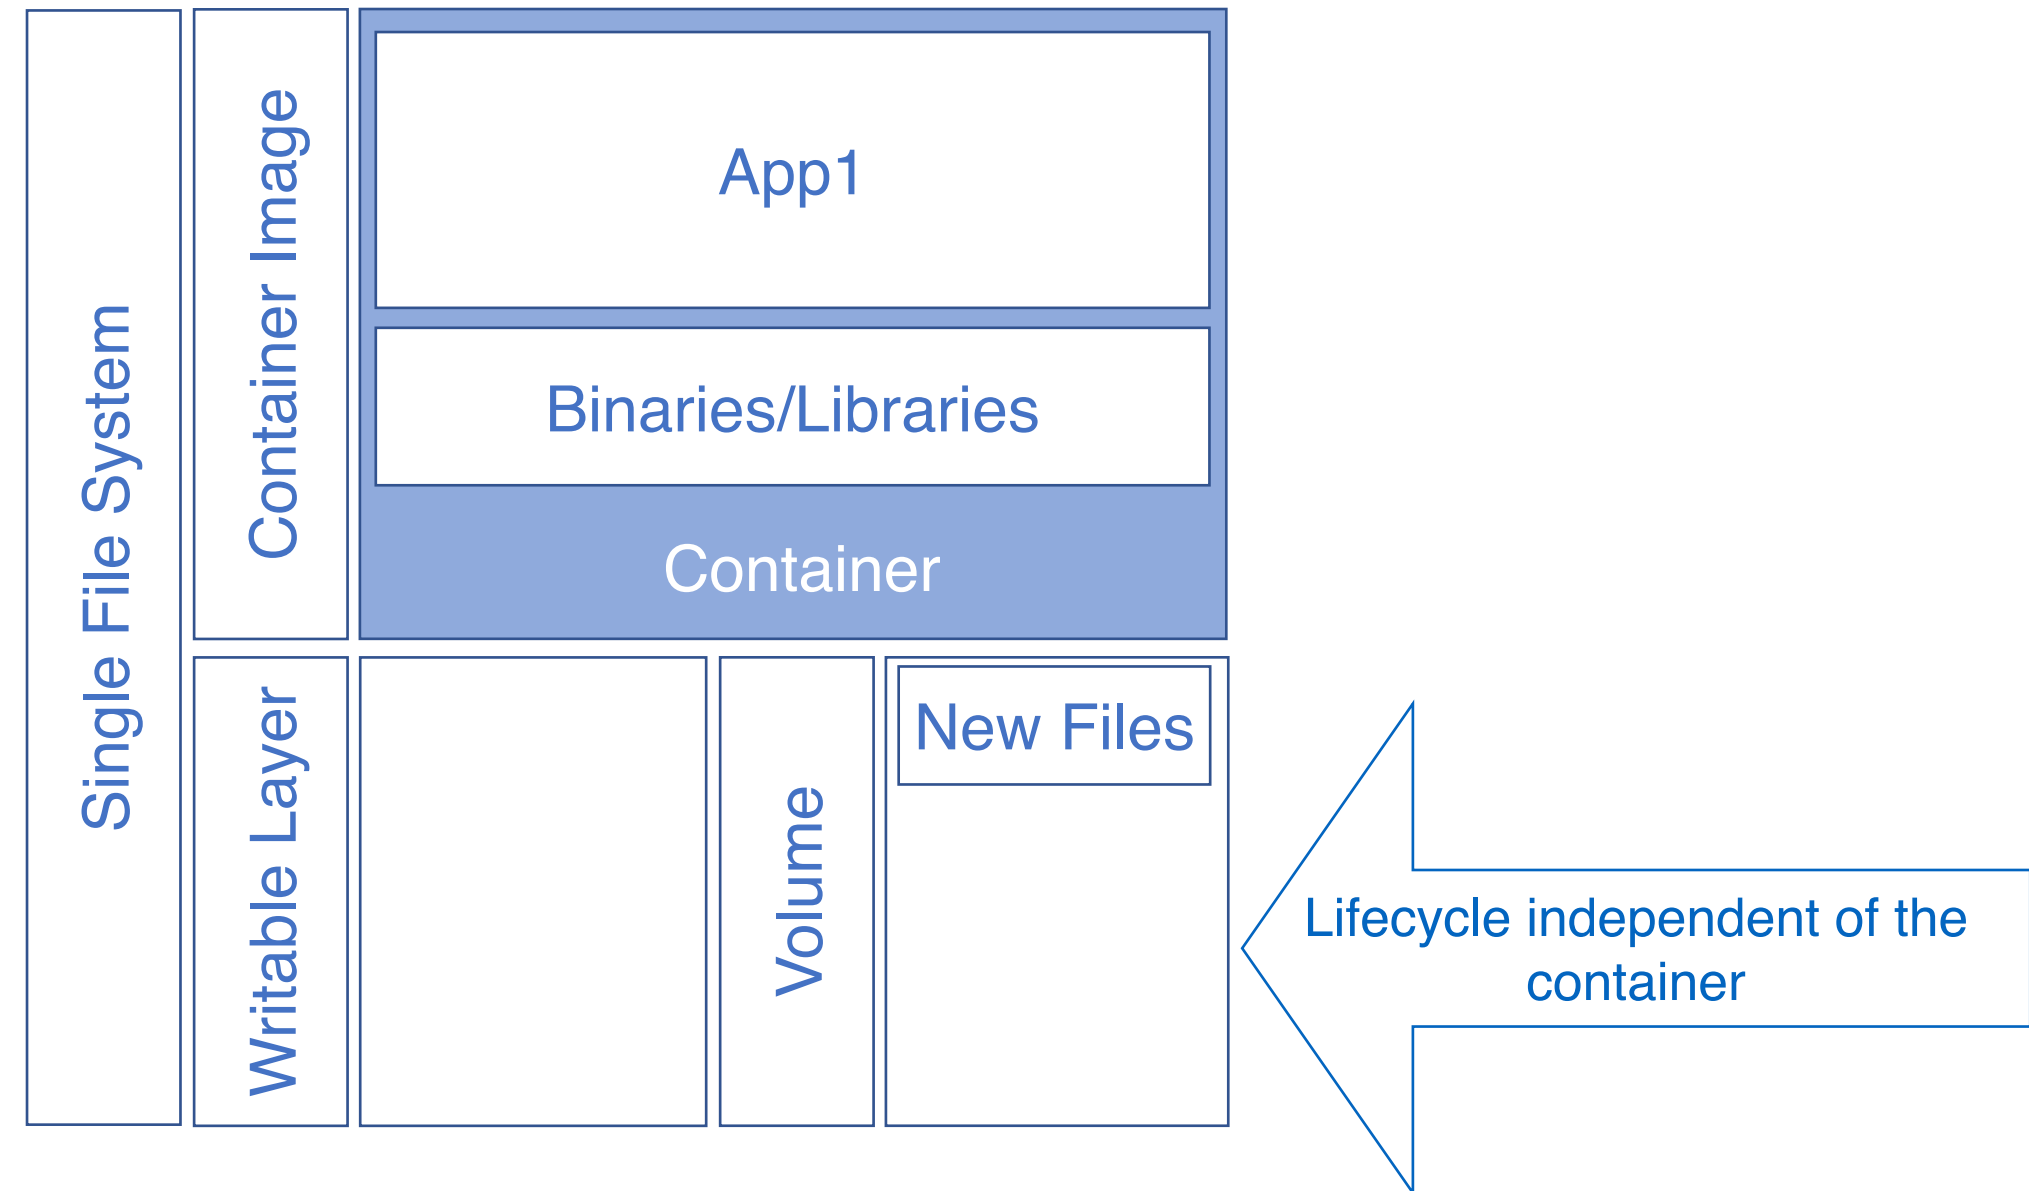 Single File System
Container Image
App1
Binaries/Libraries
Container
Writable Layer
Volume
New Files
Lifecycle independent of the
container